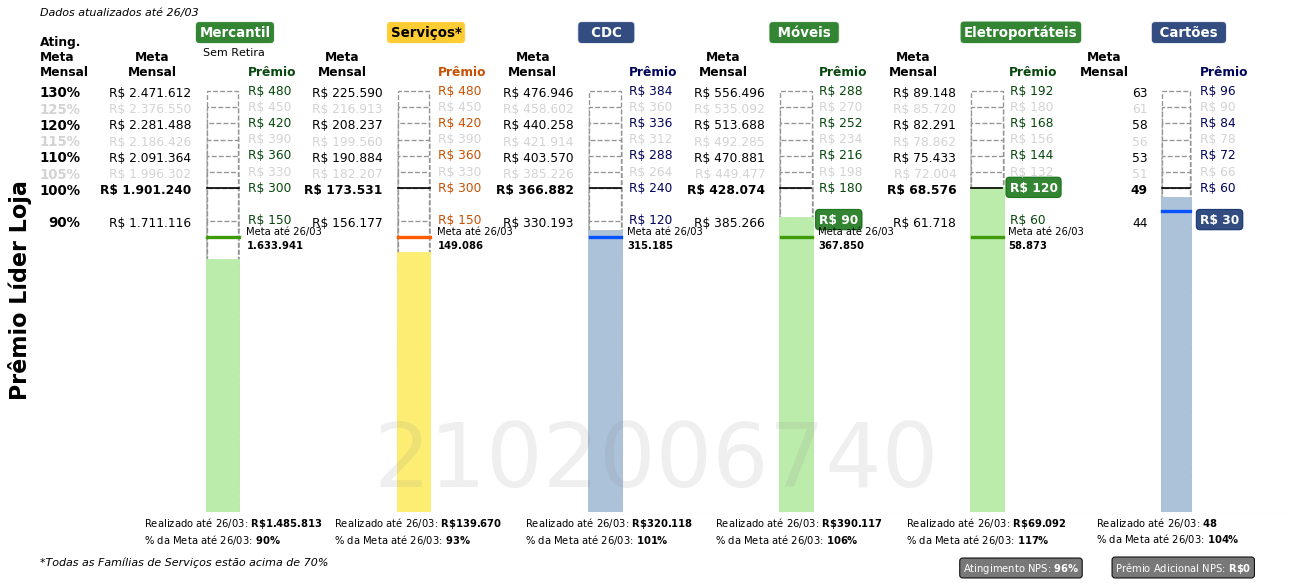 Dados atualizados até 26/03
Mercantil Serviços* CDC Móveis Eletroportáteis Cartões
Sem Retira
Ating. Meta Mensal Meta Mensal Prêmio Meta Mensal Prêmio Meta Mensal Prêmio Meta Mensal Prêmio Meta Mensal Prêmio Meta Mensal Prêmio
130% R$ 2.471.612 R$ 480 R$ 225.590 R$ 480 R$ 476.946 R$ 384 R$ 556.496 R$ 288 R$ 89.148 R$ 192 63 R$ 96
125% R$ 2.376.550 R$ 450 R$ 216.913 R$ 450 R$ 458.602 R$ 360 R$ 535.092 R$ 270 R$ 85.720 R$ 180 61 R$ 90
120% R$ 2.281.488 R$ 420 R$ 208.237 R$ 420 R$ 440.258 R$ 336 R$ 513.688 R$ 252 R$ 82.291 R$ 168 58 R$ 84
115% R$ 2.186.426 R$ 390 R$ 199.560 R$ 390 R$ 421.914 R$ 312 R$ 492.285 R$ 234 R$ 78.862 R$ 156 56 R$ 78
110% R$ 2.091.364 R$ 360 R$ 190.884 R$ 360 R$ 403.570 R$ 288 R$ 470.881 R$ 216 R$ 75.433 R$ 144 53 R$ 72
105% R$ 1.996.302 R$ 330 R$ 182.207 R$ 330 R$ 385.226 R$ 264 R$ 449.477 R$ 198 R$ 72.004 R$ 132 51 R$ 66
100% R$ 1.901.240 R$ 300 R$ 173.531 R$ 300 R$ 366.882 R$ 240 R$ 428.074 R$ 180 R$ 68.576 R$ 120 49 R$ 60
90% R$ 1.711.116 R$ 150 R$ 156.177 R$ 150 R$ 330.193 R$ 120 R$ 385.266 R$ 90 R$ 61.718 R$ 60 44 R$ 30
Meta até 26/03 Meta até 26/03 Meta até 26/03 Meta até 26/03 Meta até 26/03
1.633.941 149.086 315.185 367.850 58.873
Prêmio Líder Loja
2102006740
Realizado até 26/03: R$1.485.813 Realizado até 26/03: R$139.670 Realizado até 26/03: R$320.118 Realizado até 26/03: R$390.117 Realizado até 26/03: R$69.092 Realizado até 26/03: 48
% da Meta até 26/03: 90% % da Meta até 26/03: 93% % da Meta até 26/03: 101% % da Meta até 26/03: 106% % da Meta até 26/03: 117% % da Meta até 26/03: 104%
*Todas as Famílias de Serviços estão acima de 70% Atingimento NPS: 96% Prêmio Adicional NPS: R$0